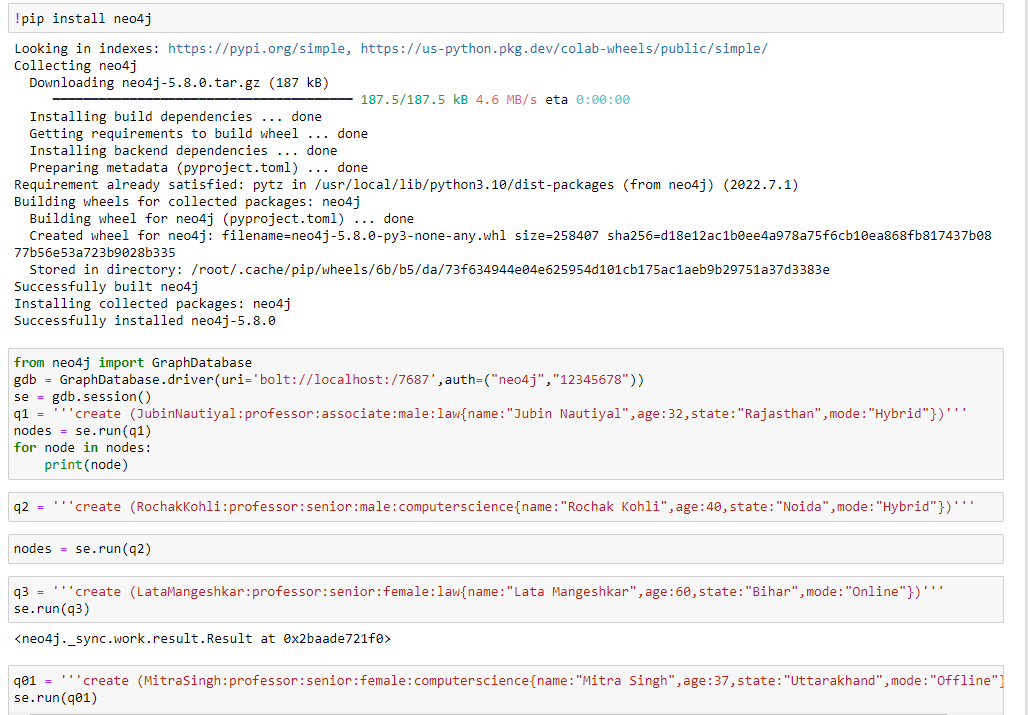 !pip install neo4j
Looking in indexes: https://pypi.org/simple, https://us-python.pkg.dev/colab-wheels/public/simple/
Collecting neo4j
  Downloading neo4j-5.8.0.tar.gz (187 kB)
     ━━━━━━━━━━━━━━━━━━━━━━━━━━━━━━━━━━━━━━━ 187.5/187.5 kB 4.6 MB/s eta 0:00:00
  Installing build dependencies ... done
  Getting requirements to build wheel ... done
  Installing backend dependencies ... done
  Preparing metadata (pyproject.toml) ... done
Requirement already satisfied: pytz in /usr/local/lib/python3.10/dist-packages (from neo4j) (2022.7.1)
Building wheels for collected packages: neo4j
  Building wheel for neo4j (pyproject.toml) ... done
  Created wheel for neo4j: filename=neo4j-5.8.0-py3-none-any.whl size=258407 sha256=d18e12ac1b0ee4a978a75f6cb10ea868fb817437b08
77b56e53a723b9028b335
  Stored in directory: /root/.cache/pip/wheels/6b/b5/da/73f634944e04e625954d101cb175ac1aeb9b29751a37d3383e
Successfully built neo4j
Installing collected packages: neo4j
Successfully installed neo4j-5.8.0
from neo4j import GraphDatabase
gdb = GraphDatabase.driver(uri='bolt://localhost:/7687',auth=("neo4j","12345678"))
se = gdb.session()
q1 = '''create (JubinNautiyal:professor:associate:male:law{name:"Jubin Nautiyal",age:32,state:"Rajasthan",mode:"Hybrid"})'''
nodes = se.run(q1)
for node in nodes:
    print(node)
q2 = '''create (RochakKohli:professor:senior:male:computerscience{name:"Rochak Kohli",age:40,state:"Noida",mode:"Hybrid"})'''
nodes = se.run(q2)
q3 = '''create (LataMangeshkar:professor:senior:female:law{name:"Lata Mangeshkar",age:60,state:"Bihar",mode:"Online"})'''
se.run(q3)
<neo4j._sync.work.result.Result at 0x2baade721f0>
q01 = '''create (MitraSingh:professor:senior:female:computerscience{name:"Mitra Singh",age:37,state:"Uttarakhand",mode:"Offline"}
se.run(q01)